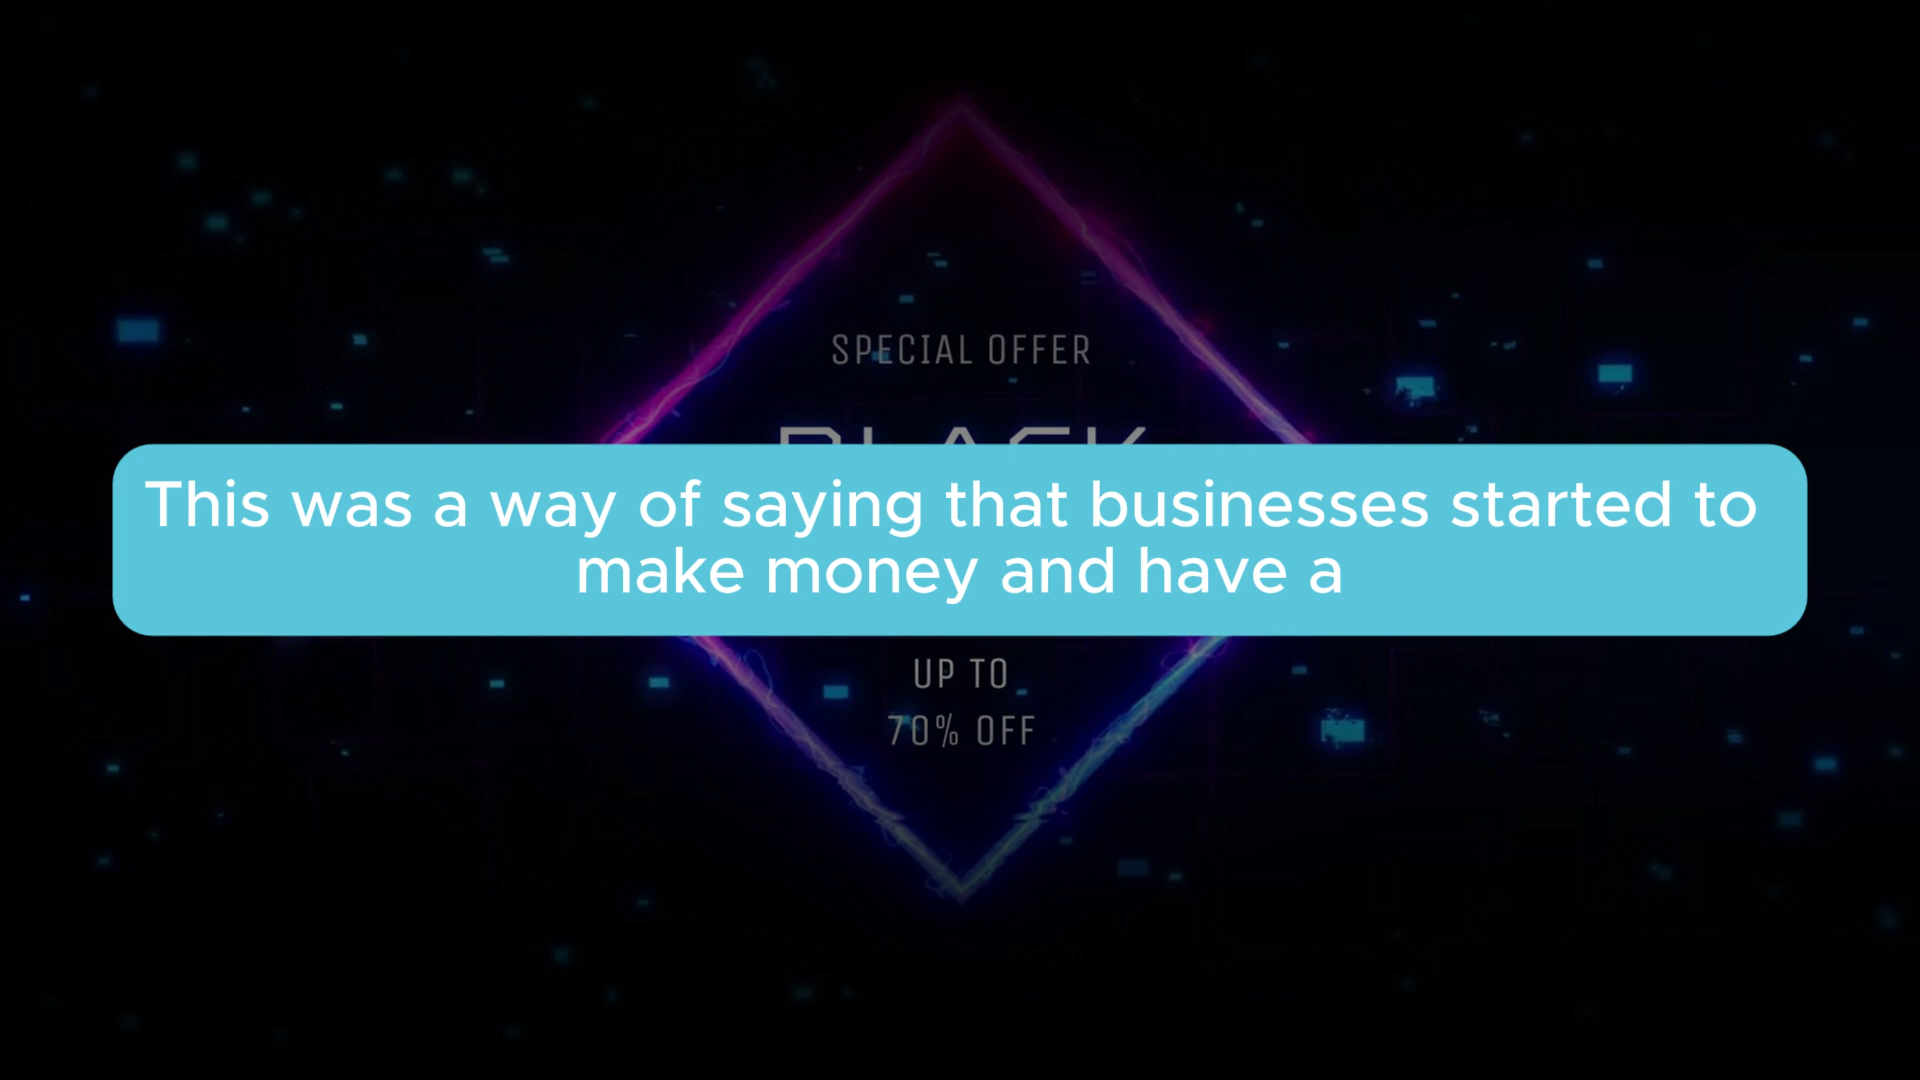 SPECIAL OFFER
BLACK
This was a way of saying that businesses started to
make money and have a
UP TO
70% OFF